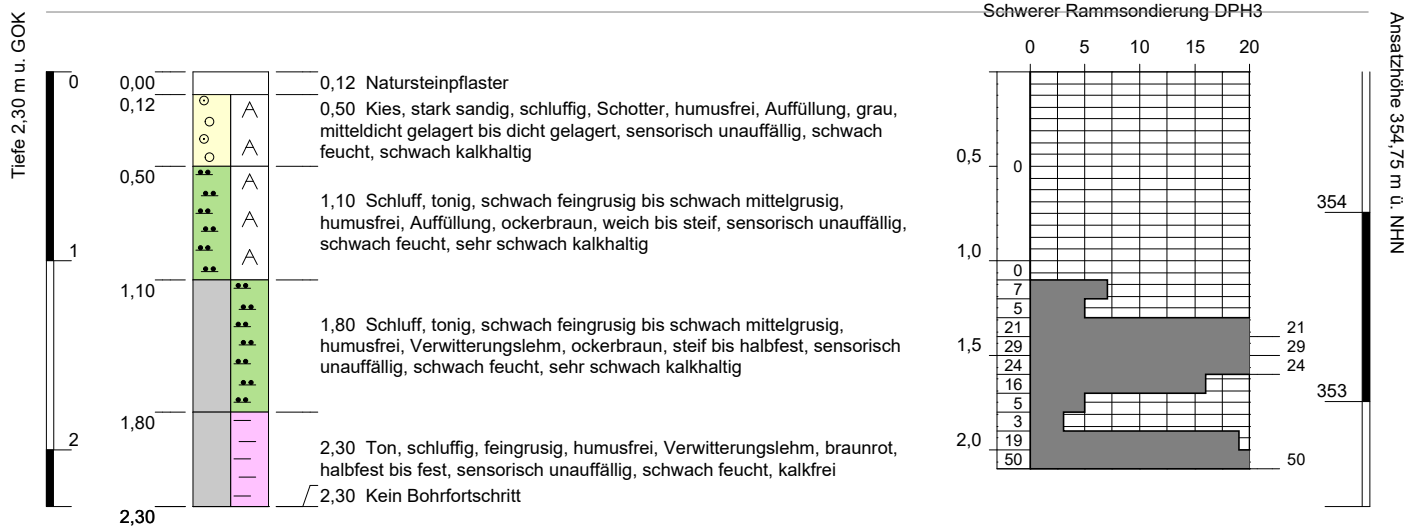 Tiefe 2,30 m u. GOK
0
1
2
0,00
0,12
0,50
1,10
1,80
2,30
0,12 Natursteinpflaster
0,50 Kies, stark sandig, schluffig, Schotter, humusfrei, Auffüllung, grau,
mitteldicht gelagert bis dicht gelagert, sensorisch unauffällig, schwach
feucht, schwach kalkhaltig
1,10 Schluff, tonig, schwach feingrusig bis schwach mittelgrusig,
humusfrei, Auffüllung, ockerbraun, weich bis steif, sensorisch unauffällig,
schwach feucht, sehr schwach kalkhaltig
1,80 Schluff, tonig, schwach feingrusig bis schwach mittelgrusig,
humusfrei, Verwitterungslehm, ockerbraun, steif bis halbfest, sensorisch
unauffällig, schwach feucht, sehr schwach kalkhaltig
2,30 Ton, schluffig, feingrusig, humusfrei, Verwitterungslehm, braunrot,
halbfest bis fest, sensorisch unauffällig, schwach feucht, kalkfrei
2,30 Kein Bohrfortschritt
Schwerer Rammsondierung DPH3
0 5 10 15 20
0,5
1,0
1,5
2,0
0
0
7
5
21
29
24
16
5
3
19
50
21
29
24
50
354
353
Ansatzhöhe 354,75 m ü. NHN